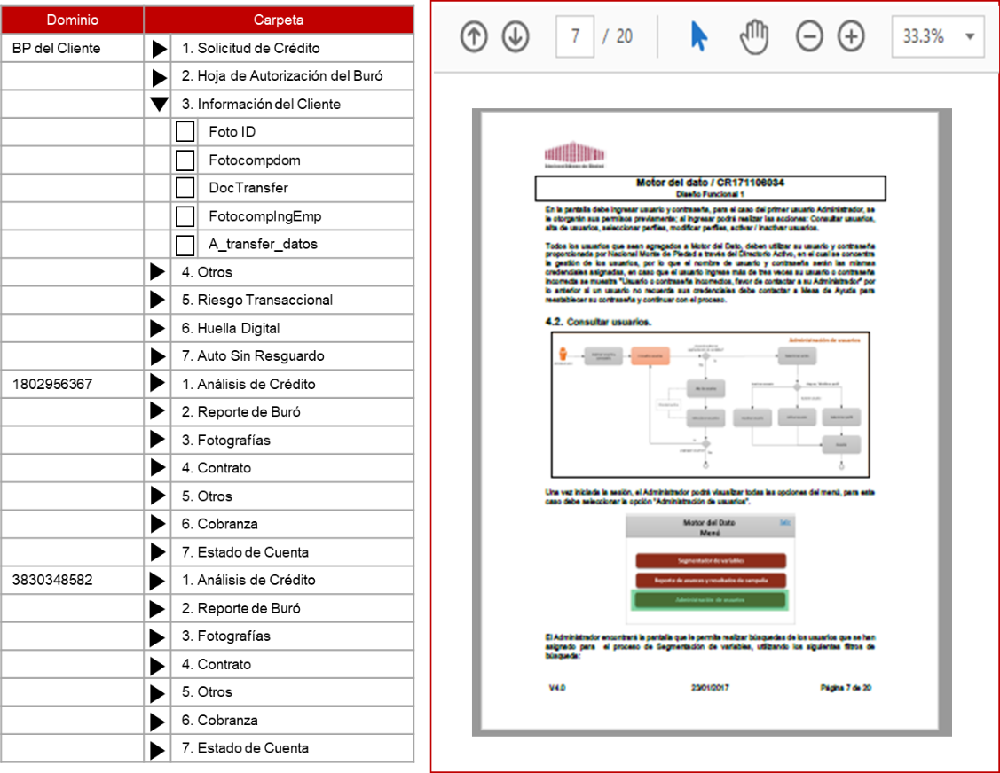 Dominio Carpeta
BP del Cliente 1. Solicitud de Crédito
2. Hoja de Autorización del Buró
3. Información del Cliente
Foto ID
Fotocompdom
DocTransfer
FotocompIngEmp
A_transfer_datos
4. Otros
5. Riesgo Transaccional
6. Huella Digital
7. Auto Sin Resguardo
1802956367 1. Análisis de Crédito
2. Reporte de Buró
3. Fotografías
4. Contrato
5. Otros
6. Cobranza
7. Estado de Cuenta
3830348582 1. Análisis de Crédito
2. Reporte de Buró
3. Fotografías
4. Contrato
5. Otros
6. Cobranza
7. Estado de Cuenta
7 / 20 33.3%
Motor del dato / CR171106034
Diseño Funcional 1
En la pantalla debe ingresar usuario y contraseña, para el caso del primer usuario Administrador, se
le otorgarán sus permisos previamente; al ingresar podrá realizar las acciones: Consultar usuarios,
alta de usuarios, seleccionar perfiles, modificar perfiles, activar / inactivar usuarios.
Todos los usuarios que sean agregados a Motor del Dato, deben utilizar su usuario y contraseña
proporcionada por Nacional Monte de Piedad a través del Directorio Activo, en el cual se concentra
la gestión de los usuarios, por lo que el nombre de usuario y contraseña serán las mismas
credenciales asignadas, en caso que el usuario ingrese más de tres veces su usuario o contraseña
incorrecta se muestra "Usuario o contraseña incorrectos, favor de contactar a su Administrador" por
lo anterior si un usuario no recuerda sus credenciales debe contactar a Mesa de Ayuda para
reestablecer su contraseña y continuar con el proceso.
4.2. Consultar usuarios.
Administración de usuarios
Una vez iniciada la sesión, el Administrador podrá visualizar todas las opciones del menú, para este
caso debe seleccionar la opción "Administración de usuarios".
Motor del Dato
Menú
Segmentador de variables
Reporte de avances y resultados de campaña
Administración de usuarios
El Administrador encontrará la pantalla que le permite realizar búsquedas de los usuarios que se han
asignado para el proceso de Segmentación de variables, utilizando los siguientes filtros de
búsqueda:
V4.0 23/01/2017 Página 7 de 20